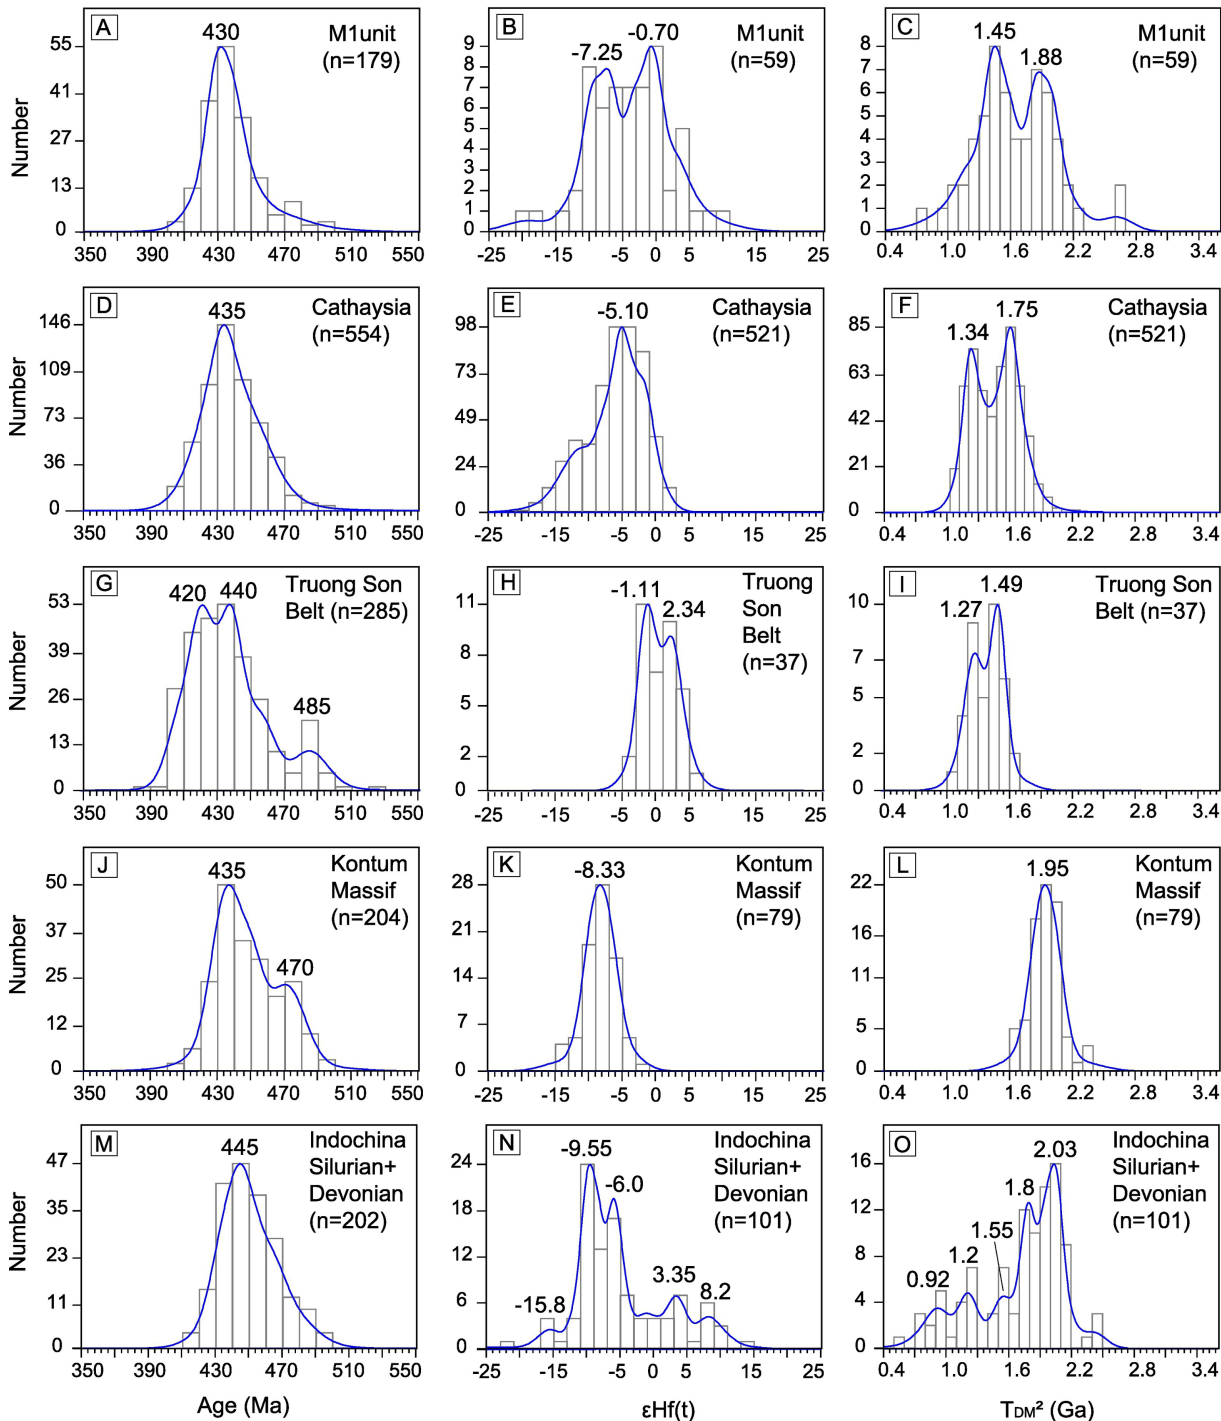 A
430
M1unit
(n=179)
55
41
27
13
0
Number
350 390 430 470 510 550
B
-7.25
-0.70
M1unit
(n=59)
9
8
7
7
6
5
4
3
2
2
1
0
-25 -15 -5 0 5 15 25
C
1.45
1.88
M1unit
(n=59)
8
7
6
5
4
3
2
1
0
0.4 1.0 1.6 2.2 2.8 3.4
D
435
Cathaysia
(n=554)
146
109
73
36
0
Number
350 390 430 470 510 550
E
-5.10
Cathaysia
(n=521)
98
73
49
24
0
-25 -15 -5 0 5 15 25
F
1.34
1.75
Cathaysia
(n=521)
85
63
42
21
0
0.4 1.0 1.6 2.2 2.8 3.4
G
420 440
485
Truong Son
Belt (n=285)
53
39
26
13
0
Number
350 390 430 470 510 550
H
-1.11
2.34
Truong
Son
Belt
(n=37)
11
8
5
2
0
-25 -15 -5 0 5 15 25
I
1.27
1.49
Truong Son
Belt (n=37)
10
7
5
2
0
0.4 1.0 1.6 2.2 2.8 3.4
J
435
470
Kontum
Massif
(n=204)
50
37
25
12
0
Number
350 390 430 470 510 550
K
-8.33
Kontum
Massif
(n=79)
28
21
14
7
0
-25 -15 -5 0 5 15 25
L
1.95
Kontum
Massif
(n=79)
22
16
11
5
0
0.4 1.0 1.6 2.2 2.8 3.4
M
445
Indochina
Silurian+
Devonian
(n=202)
47
35
23
11
0
Number
350 390 430 470 510 550
Age (Ma)
N
-15.8
-9.55
-6.0
3.35
8.2
Indochina
Silurian+
Devonian
(n=101)
24
18
12
6
0
-25 -15 -5 0 5 15 25
εHf(t)
O
0.92
1.2
1.55
1.8
2.03
Indochina
Silurian+
Devonian
(n=101)
16
12
8
4
0
0.4 1.0 1.6 2.2 2.8 3.4
TDM² (Ga)